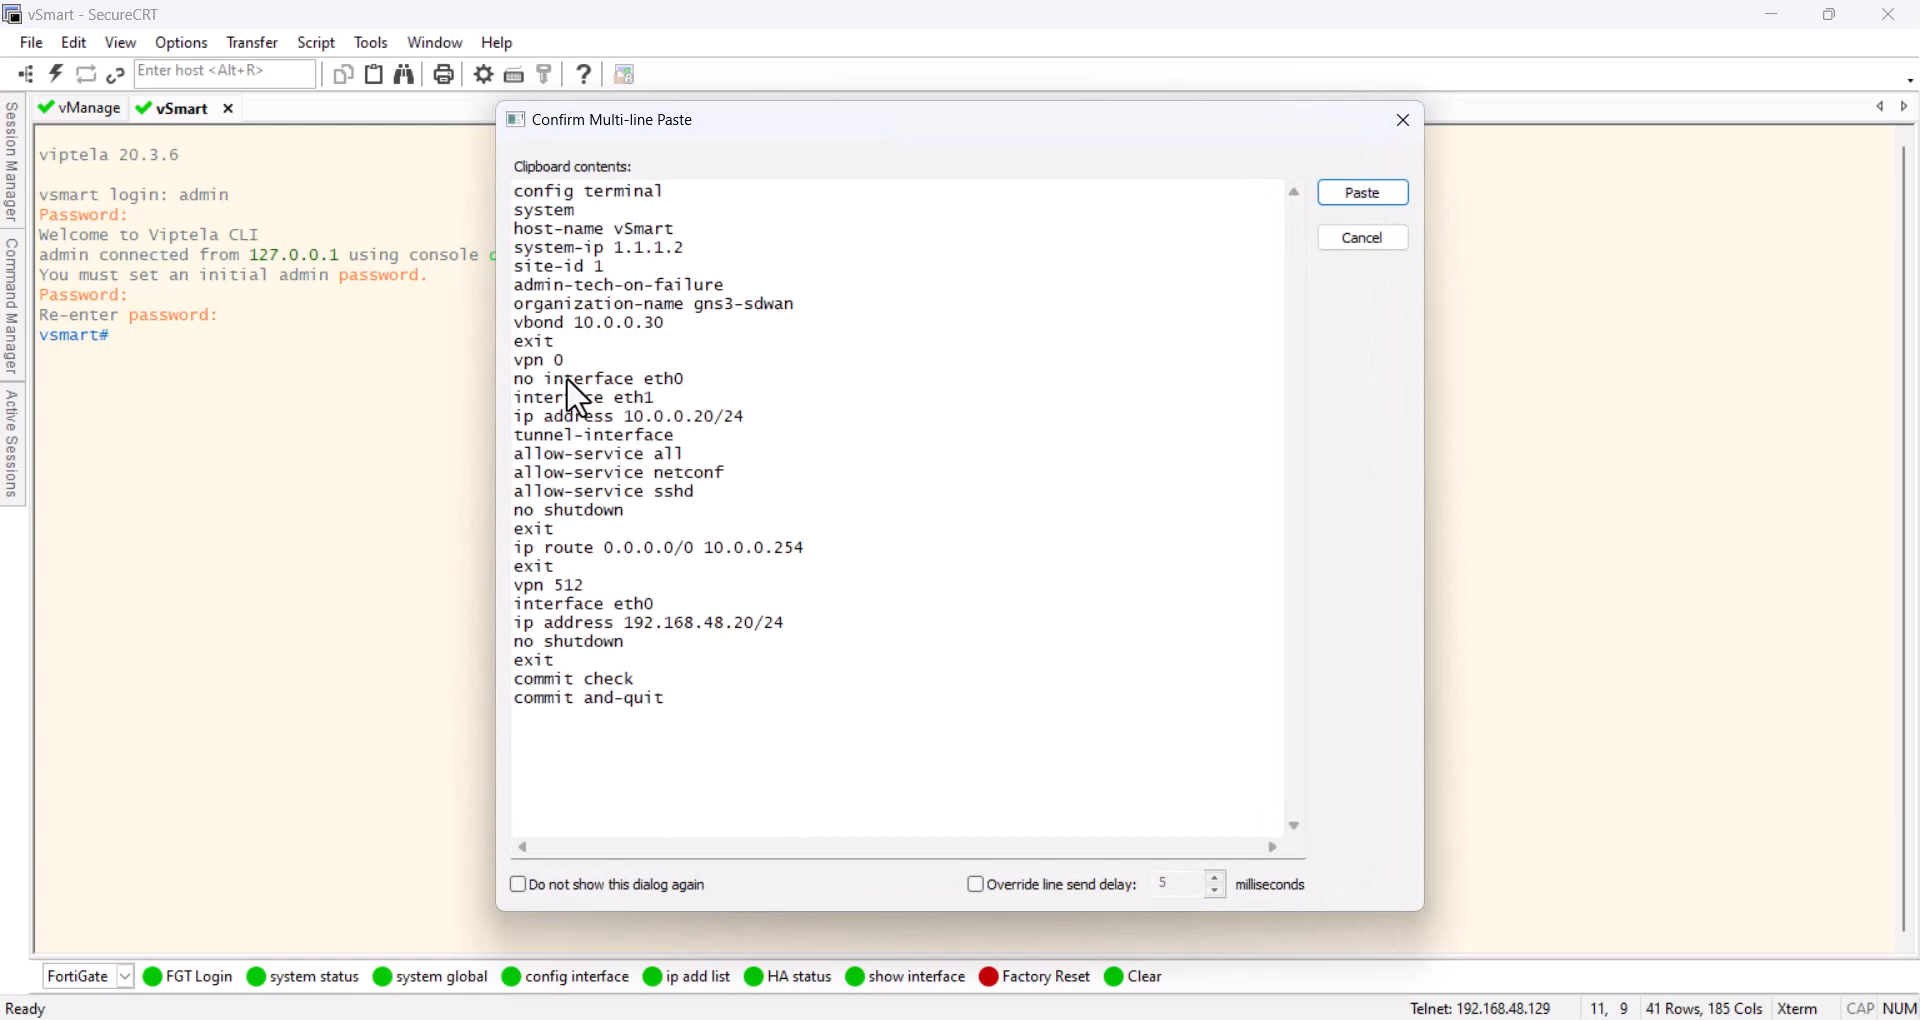 vSmart - SecureCRT
File Edit View Options Transfer Script Tools Window Help
Enter host <Alt+R>
vManage vSmart
Session Manager
Command Manager
Active Sessions
viptela 20.3.6
vsmart login: admin
Password:
Welcome to Viptela CLI
admin connected from 127.0.0.1 using console
You must set an initial admin password.
Password:
Re-enter password:
vsmart#
Confirm Multi-line Paste
Clipboard contents:
config terminal
system
host-name vSmart
system-ip 1.1.1.2
site-id 1
admin-tech-on-failure
organization-name gns3-sdwan
vbond 10.0.0.30
exit
vpn 0
no interface eth0
interface eth1
ip address 10.0.0.20/24
tunnel-interface
allow-service all
allow-service netconf
allow-service sshd
no shutdown
exit
ip route 0.0.0.0/0 10.0.0.254
exit
vpn 512
interface eth0
ip address 192.168.48.20/24
no shutdown
exit
commit check
commit and-quit
Paste
Cancel
Do not show this dialog again
Override line send delay: 5 milliseconds
FortiGate FGT Login system status system global config interface ip add list HA status show interface Factory Reset Clear
Ready Telnet: 192.168.48.129 11, 9 41 Rows, 185 Cols Xterm CAP NUM